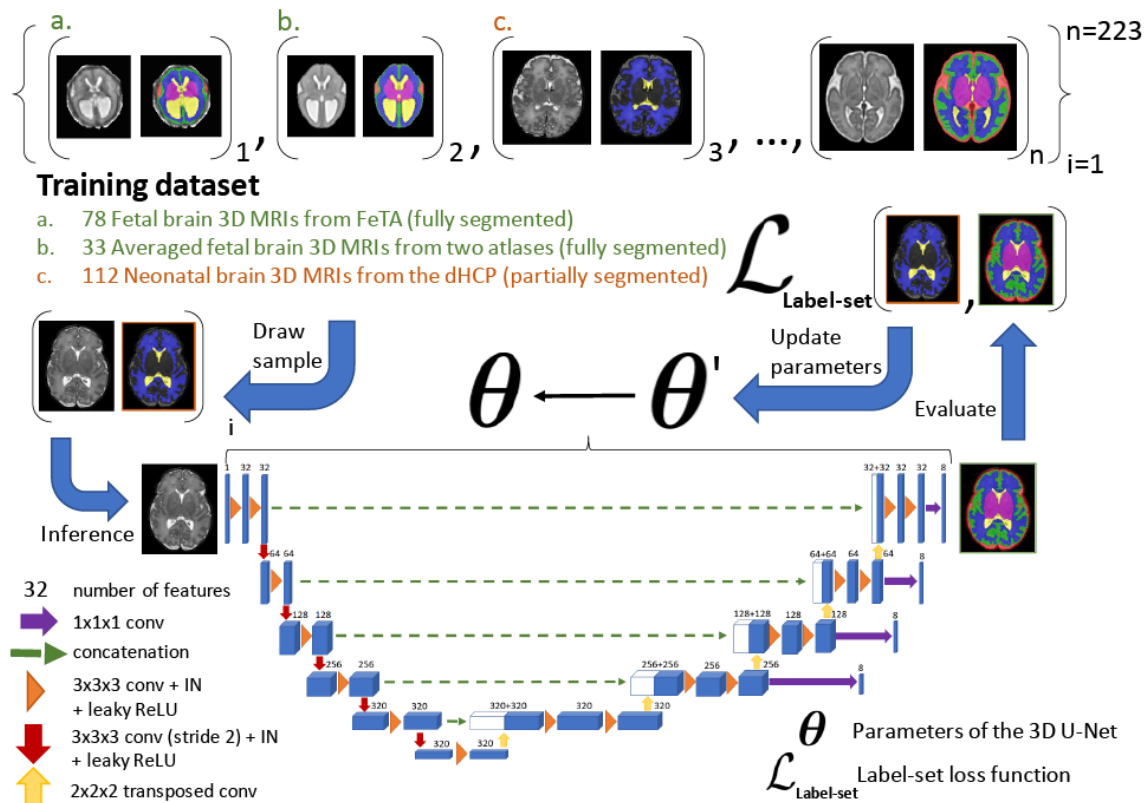 a.
b.
c.
n=223
1
,
2
,
3
, ...,
n
i=1
Training dataset
a. 78 Fetal brain 3D MRIs from FeTA (fully segmented)
b. 33 Averaged fetal brain 3D MRIs from two atlases (fully segmented)
c. 112 Neonatal brain 3D MRIs from the dHCP (partially segmented)
ℒ Label-set
,
Draw
sample
i
θ
θ'
Update
parameters
Evaluate
Inference
1 32 32
32+32 32 32 8
64 64
64+64 64 64 8
128 128
128+128 128 128 8
256 256
256+256 256 256 8
320 320
320+320 320 320
320 320
32 number of features
1x1x1 conv
concatenation
3x3x3 conv + IN
+ leaky ReLU
3x3x3 conv (stride 2) + IN
+ leaky ReLU
2x2x2 transposed conv
θ Parameters of the 3D U-Net
ℒ Label-set Label-set loss function